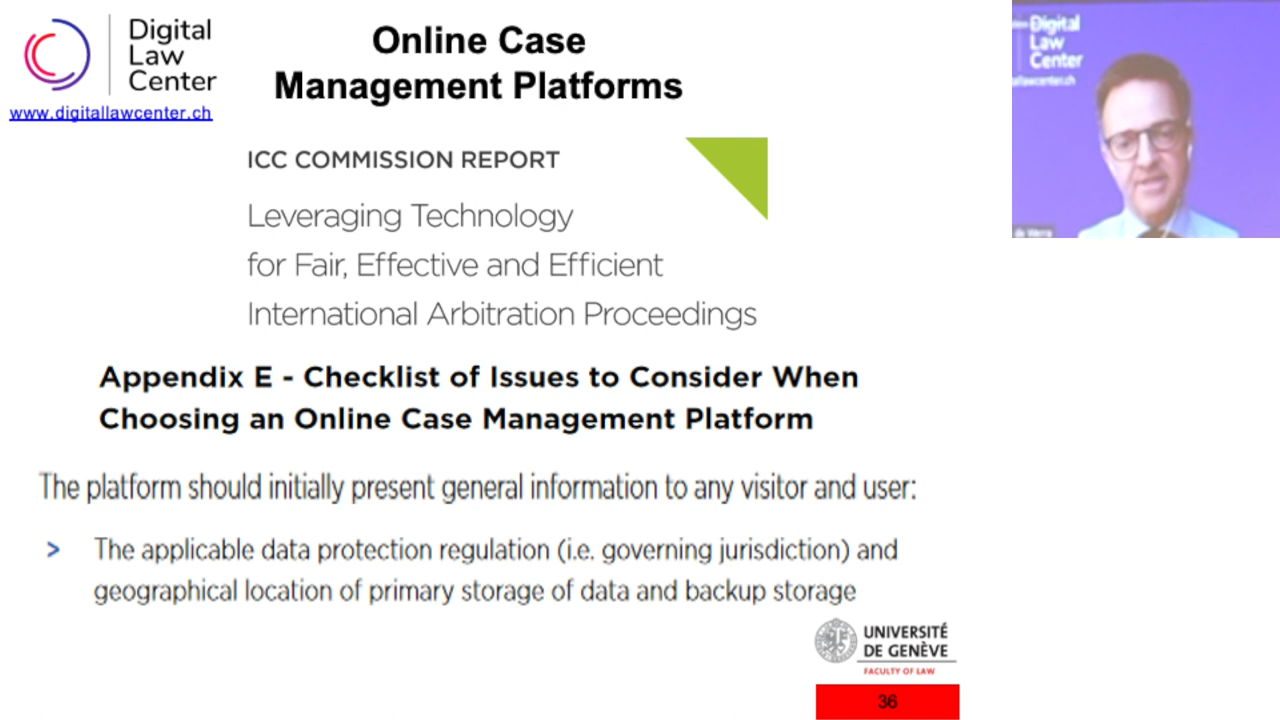 Digital
Law
Center
www.digitallawcenter.ch
Online Case
Management Platforms
ICC COMMISSION REPORT
Leveraging Technology
for Fair, Effective and Efficient
International Arbitration Proceedings
Appendix E - Checklist of Issues to Consider When
Choosing an Online Case Management Platform
The platform should initially present general information to any visitor and user:
> The applicable data protection regulation (i.e. governing jurisdiction) and
geographical location of primary storage of data and backup storage
UNIVERSITÉ
DE GENÈVE
FACULTY OF LAW
36
Digital
Law
Center
de Werra